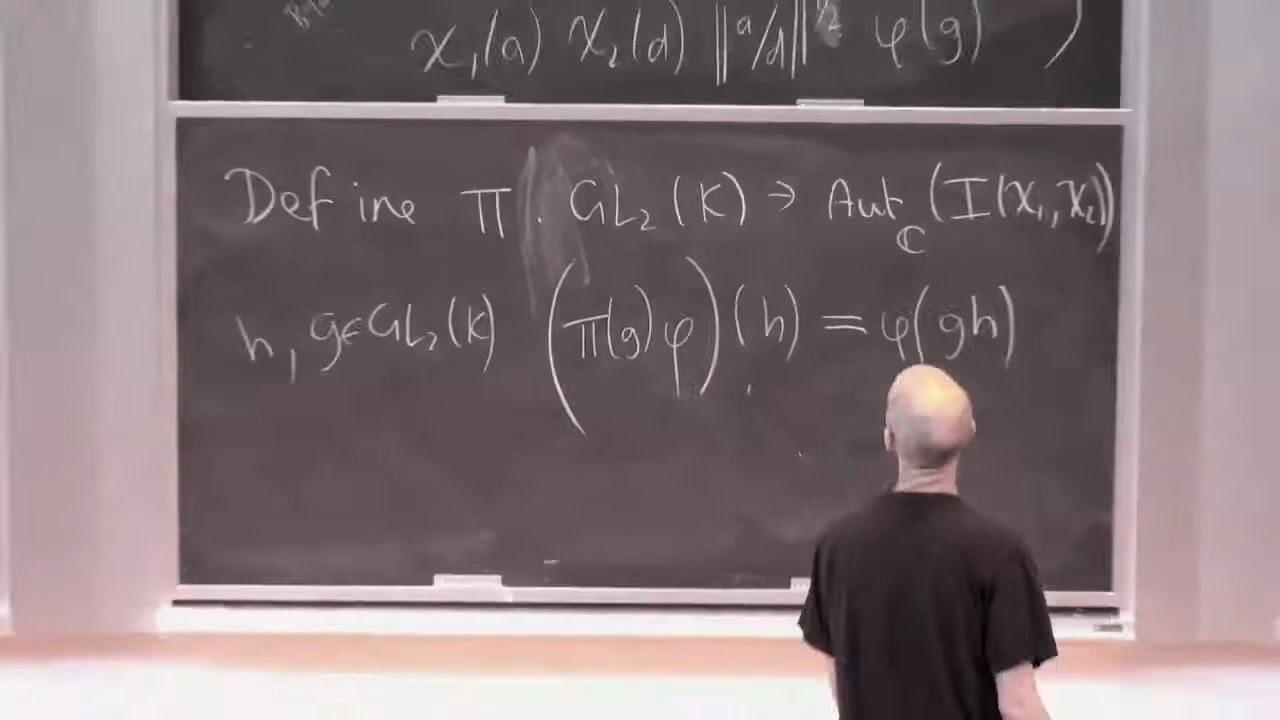 χ₁(a) χ₂(d) ||a/d||^{1/2} φ(g) )
Define π : GL₂(K) → Aut_ℂ (I(χ₁, χ₂))
h, g ∈ GL₂(K) (π(g) φ)(h) = φ(gh)